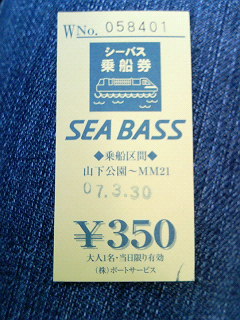 WNo. 058401
シーバス
乗船券
SEA BASS
◆乗船区間◆
山下公園～MM21
07.3.30
￥350
大人1名・当日限り有効
(株)ポートサービス